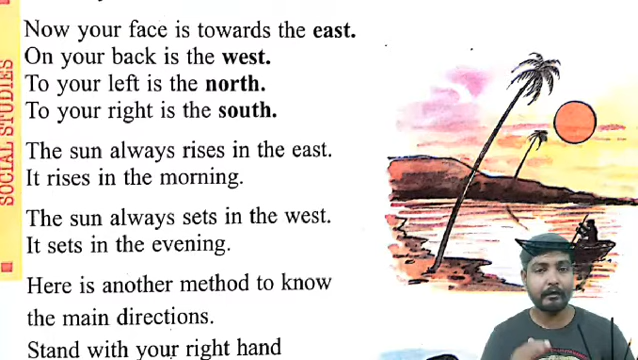 Now your face is towards the east.
On your back is the west.
To your left is the north.
To your right is the south.
The sun always rises in the east.
It rises in the morning.
The sun always sets in the west.
It sets in the evening.
Here is another method to know
the main directions.
Stand with your right hand
SOCIAL STUDIES